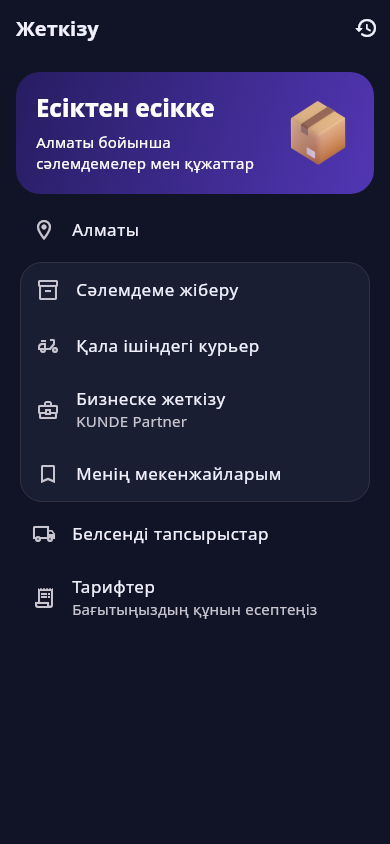 Жеткізу
Есіктен есікке
Алматы бойынша
сәлемдемелер мен құжаттар
Алматы
Сәлемдеме жіберу
Қала ішіндегі курьер
Бизнеске жеткізу
KUNDE Partner
Менің мекенжайларым
Белсенді тапсырыстар
Тарифтер
Бағытыңыздың құнын есептеңіз